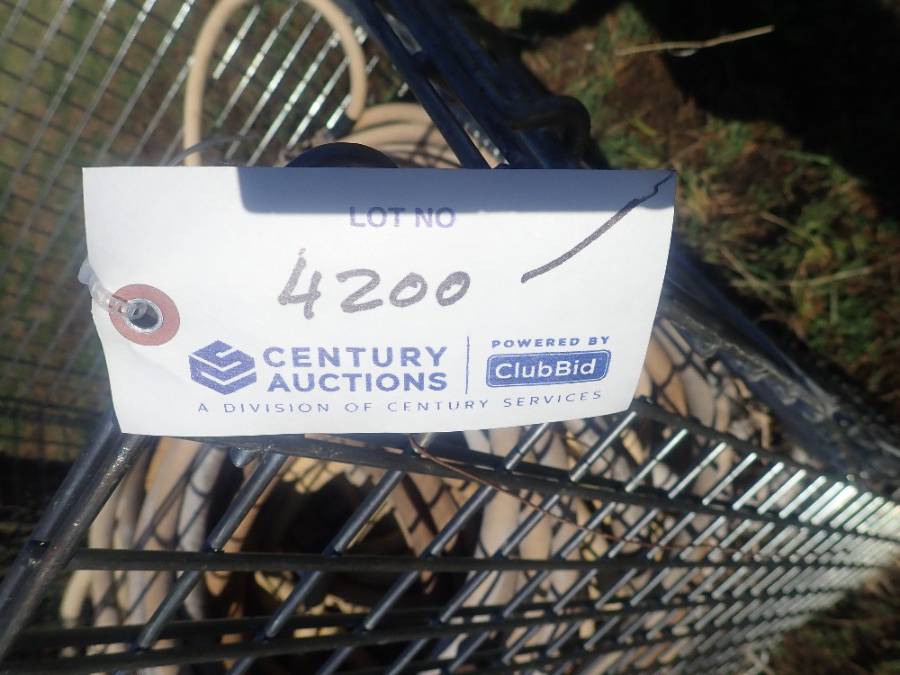 LOT NO
4200
CENTURY AUCTIONS
POWERED BY
ClubBid
A DIVISION OF CENTURY SERVICES